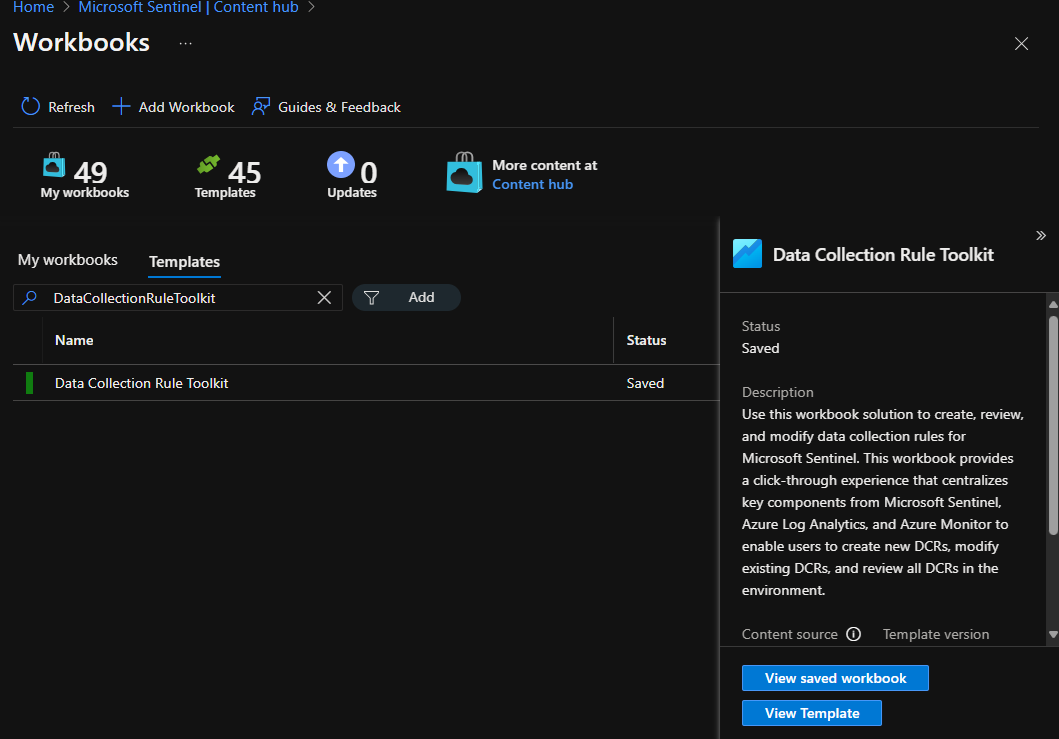 Home > Microsoft Sentinel | Content hub >
Workbooks ...
Refresh + Add Workbook Guides & Feedback
49
My workbooks
45
Templates
0
Updates
More content at
Content hub
My workbooks Templates
DataCollectionRuleToolkit
Add
Name Status
Data Collection Rule Toolkit Saved
Data Collection Rule Toolkit
Status
Saved
Description
Use this workbook solution to create, review,
and modify data collection rules for
Microsoft Sentinel. This workbook provides
a click-through experience that centralizes
key components from Microsoft Sentinel,
Azure Log Analytics, and Azure Monitor to
enable users to create new DCRs, modify
existing DCRs, and review all DCRs in the
environment.
Content source Template version
View saved workbook
View Template